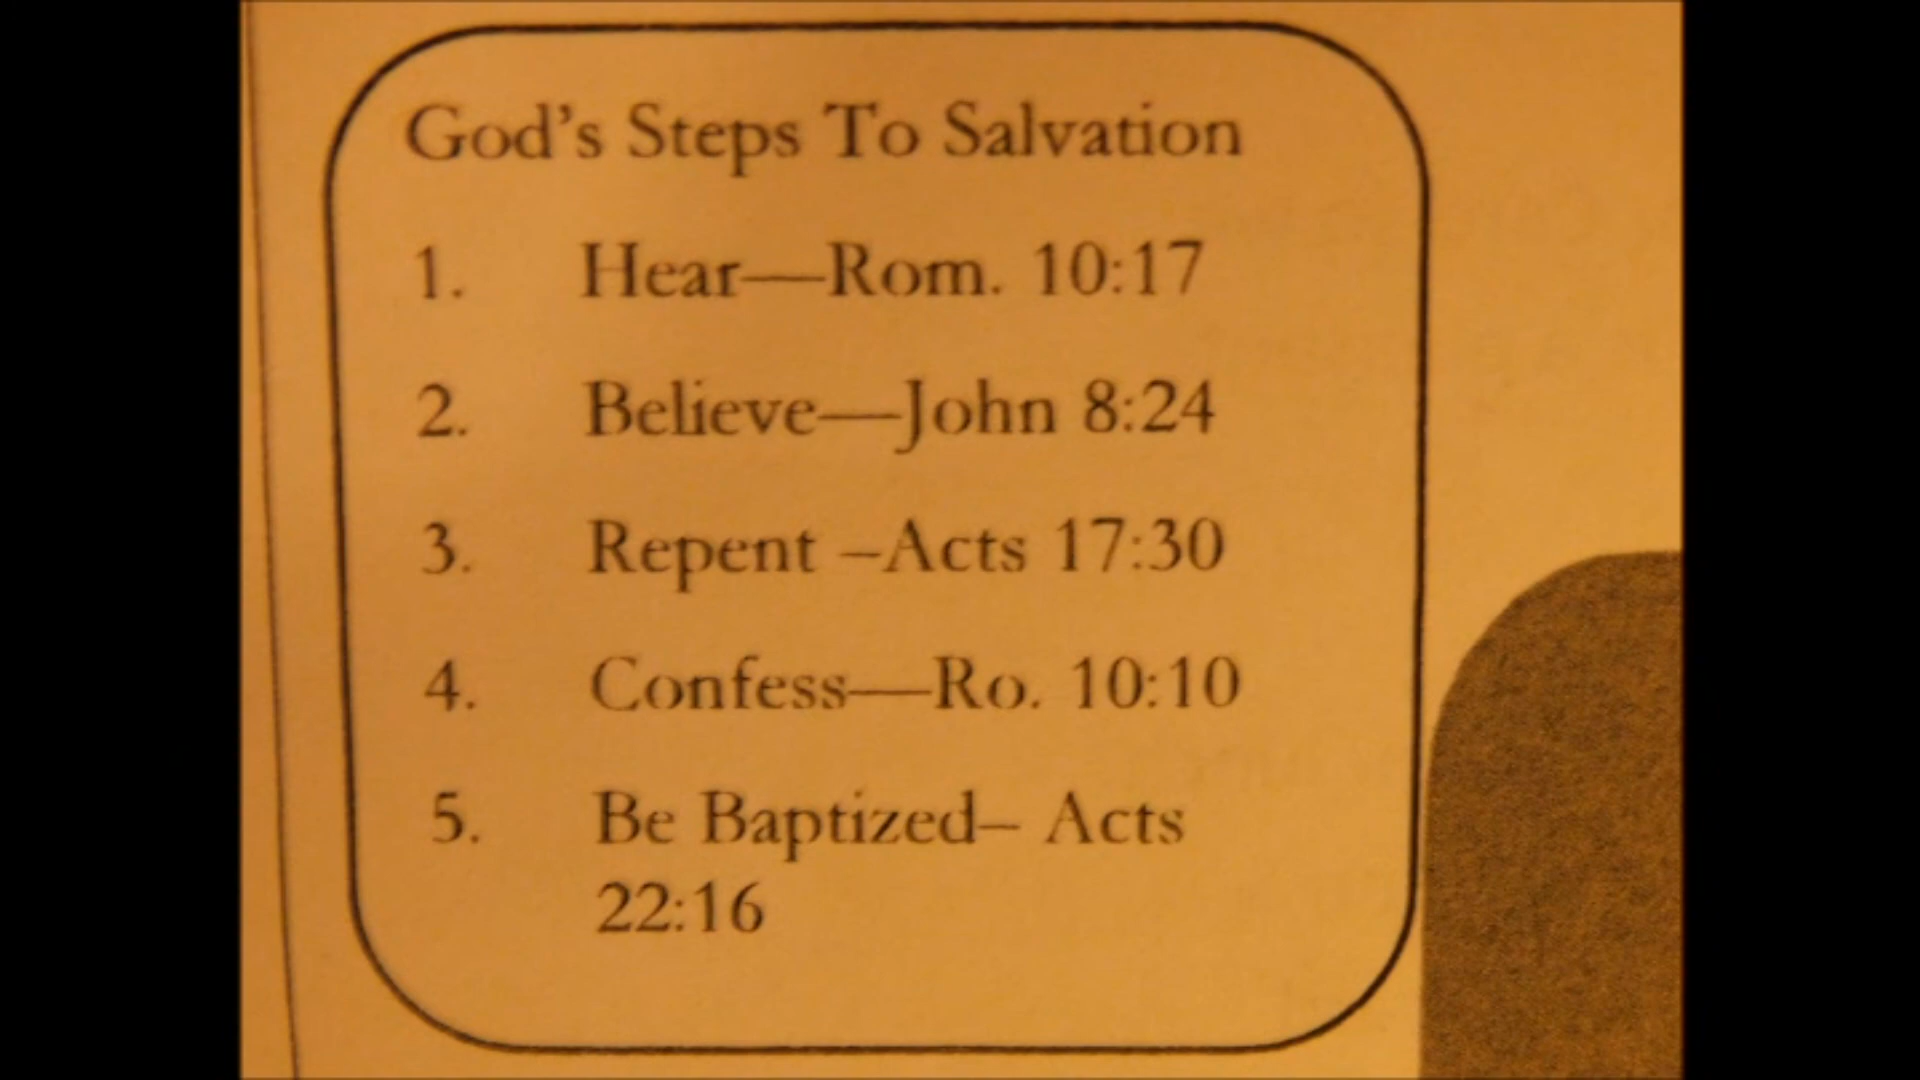 God's Steps To Salvation
1. Hear—Rom. 10:17
2. Believe—John 8:24
3. Repent –Acts 17:30
4. Confess—Ro. 10:10
5. Be Baptized– Acts
22:16